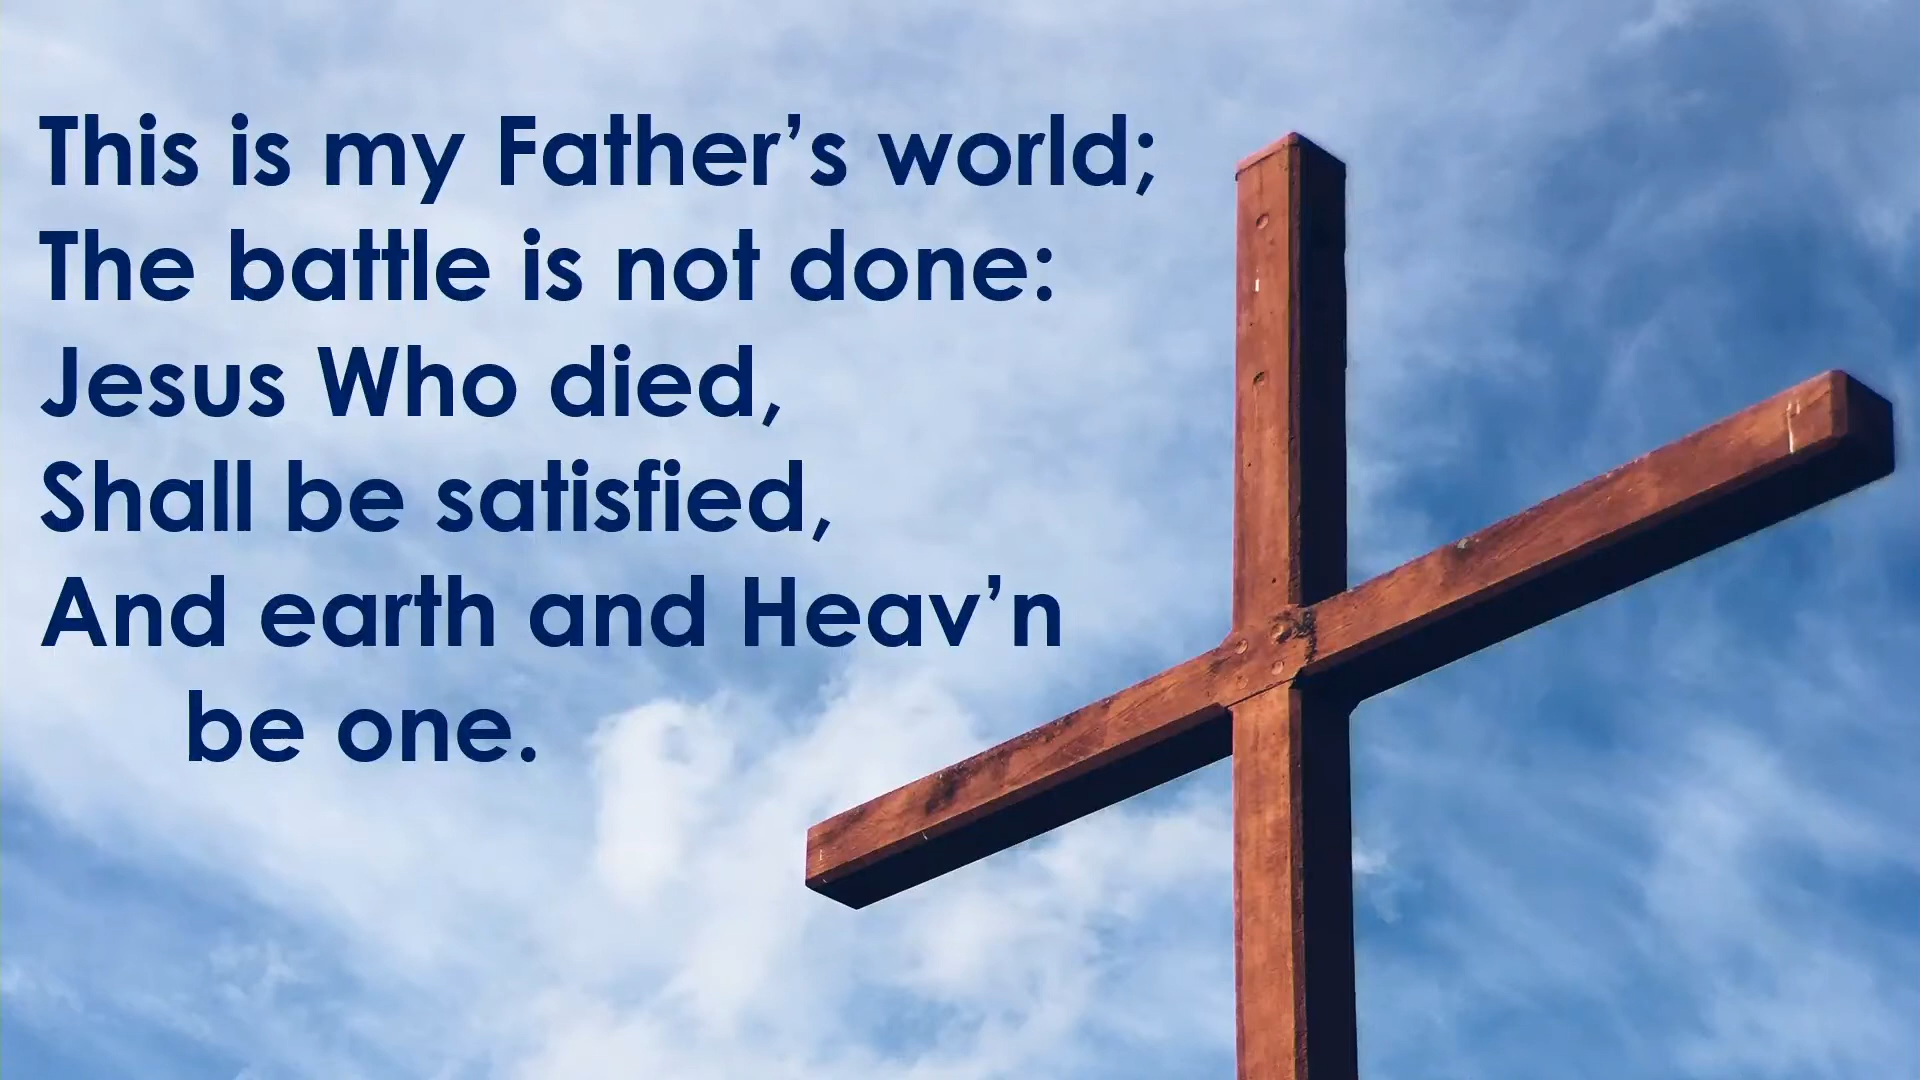 This is my Father’s world;
The battle is not done:
Jesus Who died,
Shall be satisfied,
And earth and Heav’n
be one.